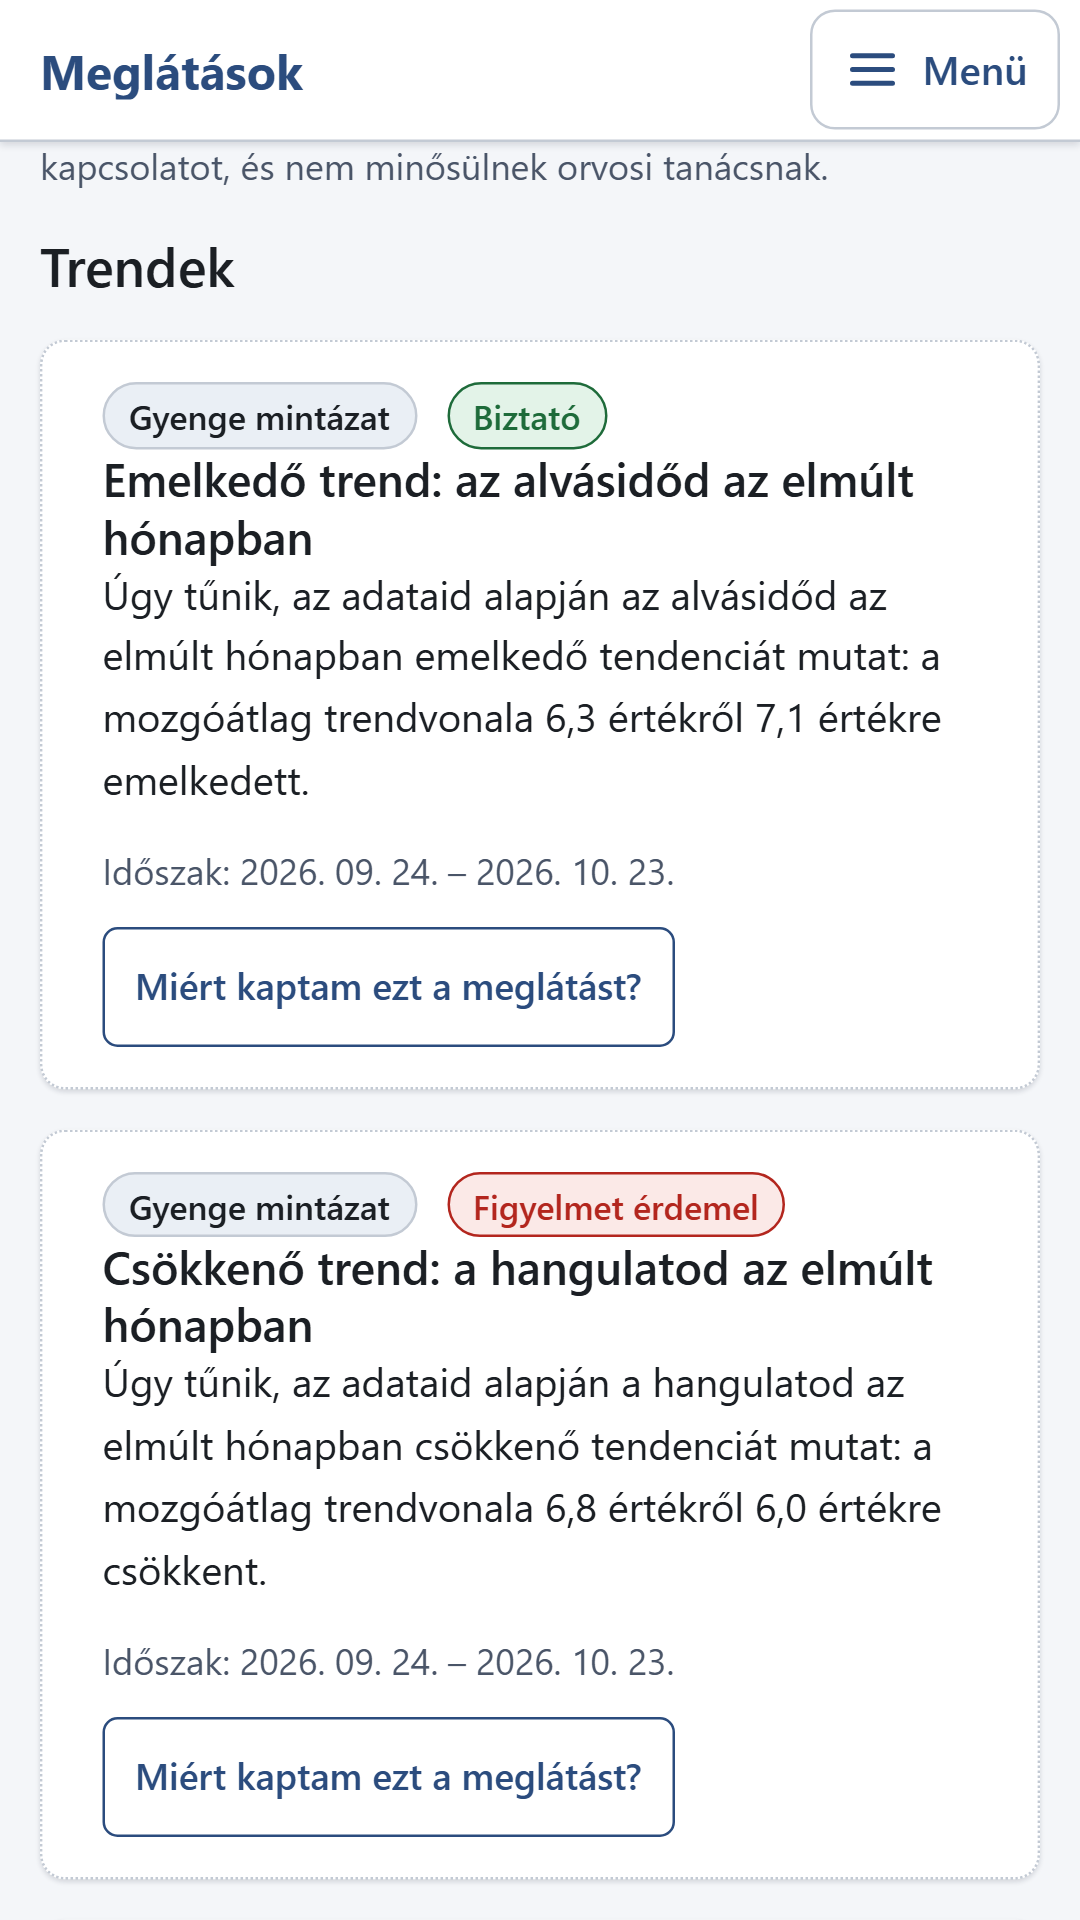 Meglátások
Menü
kapcsolatot, és nem minősülnek orvosi tanácsnak.
Trendek
Gyenge mintázat
Biztató
Emelkedő trend: az alvásidőd az elmúlt
hónapban
Úgy tűnik, az adataid alapján az alvásidőd az
elmúlt hónapban emelkedő tendenciát mutat: a
mozgóátlag trendvonala 6,3 értékről 7,1 értékre
emelkedett.
Időszak: 2026. 09. 24. – 2026. 10. 23.
Miért kaptam ezt a meglátást?
Gyenge mintázat
Figyelmet érdemel
Csökkenő trend: a hangulatod az elmúlt
hónapban
Úgy tűnik, az adataid alapján a hangulatod az
elmúlt hónapban csökkenő tendenciát mutat: a
mozgóátlag trendvonala 6,8 értékről 6,0 értékre
csökkent.
Időszak: 2026. 09. 24. – 2026. 10. 23.
Miért kaptam ezt a meglátást?